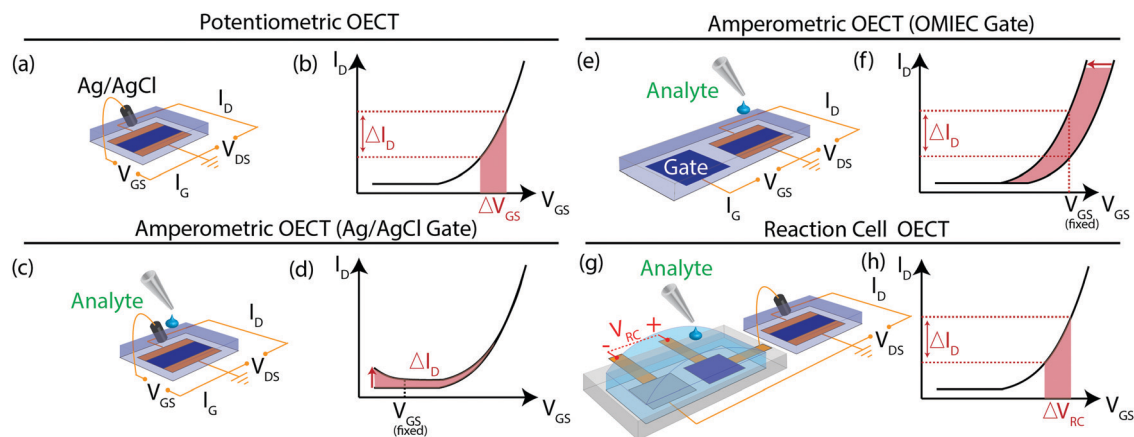 Potentiometric OECT
(a)
Ag/AgCl
I_D
V_DS
V_GS
I_G
(b)
I_D
ΔI_D
ΔV_GS
V_GS
Amperometric OECT (Ag/AgCl Gate)
(c)
Analyte
I_D
V_DS
V_GS
I_G
(d)
I_D
ΔI_D
V_GS
(fixed)
V_GS
Amperometric OECT (OMIEC Gate)
(e)
Analyte
I_D
Gate
V_DS
V_GS
I_G
(f)
I_D
ΔI_D
V_GS V_GS
(fixed)
Reaction Cell OECT
(g)
Analyte
- V_RC +
I_D
V_DS
(h)
I_D
ΔI_D
ΔV_RC
V_GS